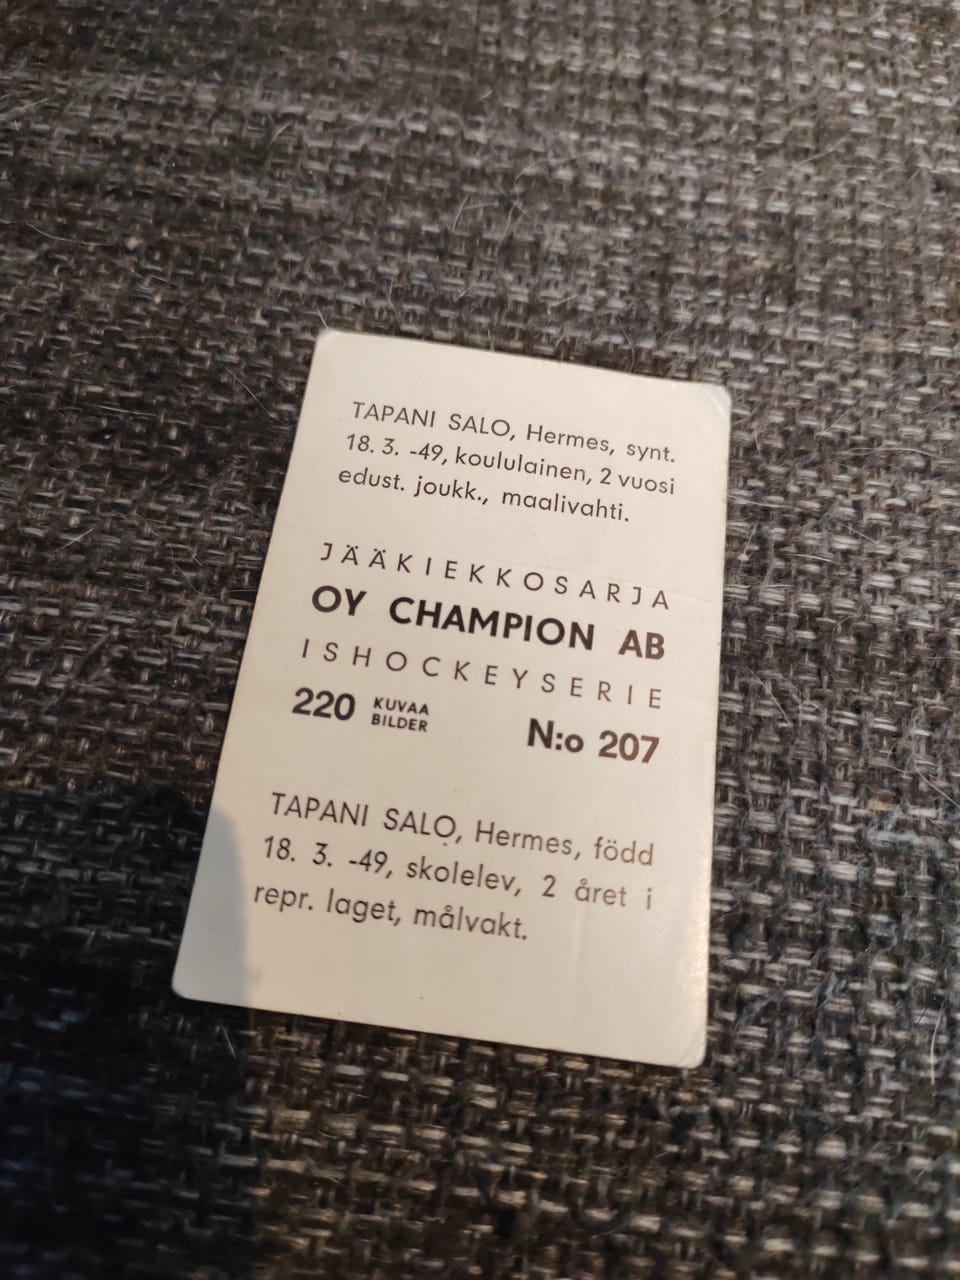 TAPANI SALO, Hermes, synt.
18. 3. -49, koululainen, 2 vuosi
edust. joukk., maalivahti.
JÄÄKIEKKOSARJA
OY CHAMPION AB
ISHOCKEYSERIE
220 KUVAA
BILDER
N:o 207
TAPANI SALO, Hermes, född
18. 3. -49, skolelev, 2 året i
repr. laget, målvakt.